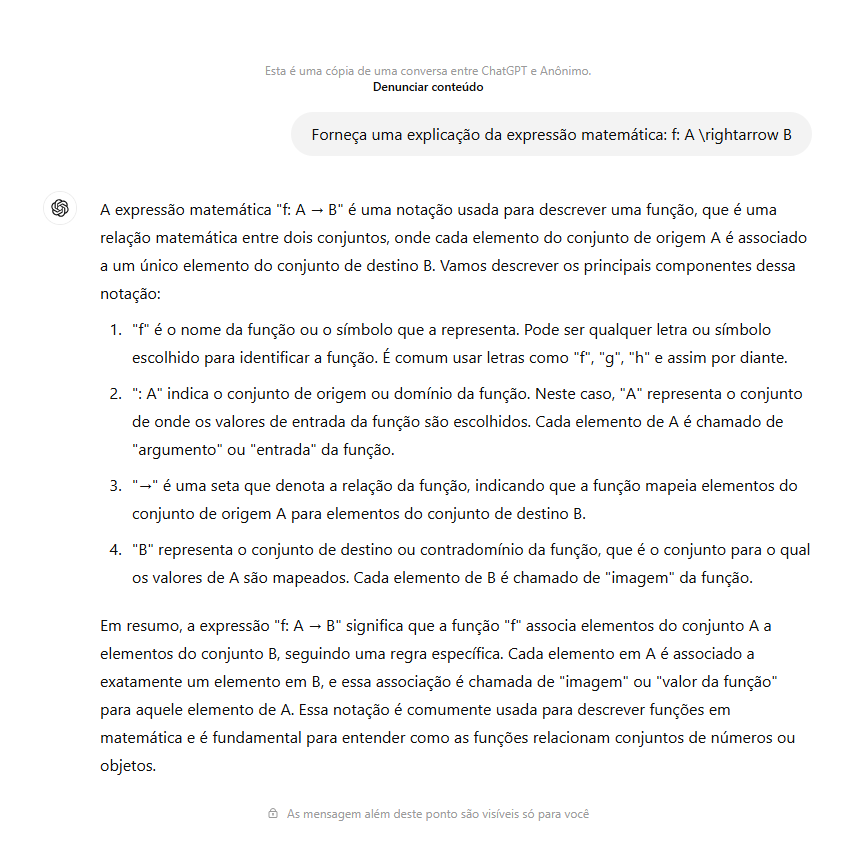 Esta é uma cópia de uma conversa entre ChatGPT e Anônimo.
Denunciar conteúdo
Forneça uma explicação da expressão matemática: f: A \rightarrow B
A expressão matemática "f: A → B" é uma notação usada para descrever uma função, que é uma
relação matemática entre dois conjuntos, onde cada elemento do conjunto de origem A é associado
a um único elemento do conjunto de destino B. Vamos descrever os principais componentes dessa
notação:
1. "f" é o nome da função ou o símbolo que a representa. Pode ser qualquer letra ou símbolo
escolhido para identificar a função. É comum usar letras como "f", "g", "h" e assim por diante.
2. ": A" indica o conjunto de origem ou domínio da função. Neste caso, "A" representa o conjunto
de onde os valores de entrada da função são escolhidos. Cada elemento de A é chamado de
"argumento" ou "entrada" da função.
3. "→" é uma seta que denota a relação da função, indicando que a função mapeia elementos do
conjunto de origem A para elementos do conjunto de destino B.
4. "B" representa o conjunto de destino ou contradomínio da função, que é o conjunto para o qual
os valores de A são mapeados. Cada elemento de B é chamado de "imagem" da função.
Em resumo, a expressão "f: A → B" significa que a função "f" associa elementos do conjunto A a
elementos do conjunto B, seguindo uma regra específica. Cada elemento em A é associado a
exatamente um elemento em B, e essa associação é chamada de "imagem" ou "valor da função"
para aquele elemento de A. Essa notação é comumente usada para descrever funções em
matemática e é fundamental para entender como as funções relacionam conjuntos de números ou
objetos.
As mensagem além deste ponto são visíveis só para você